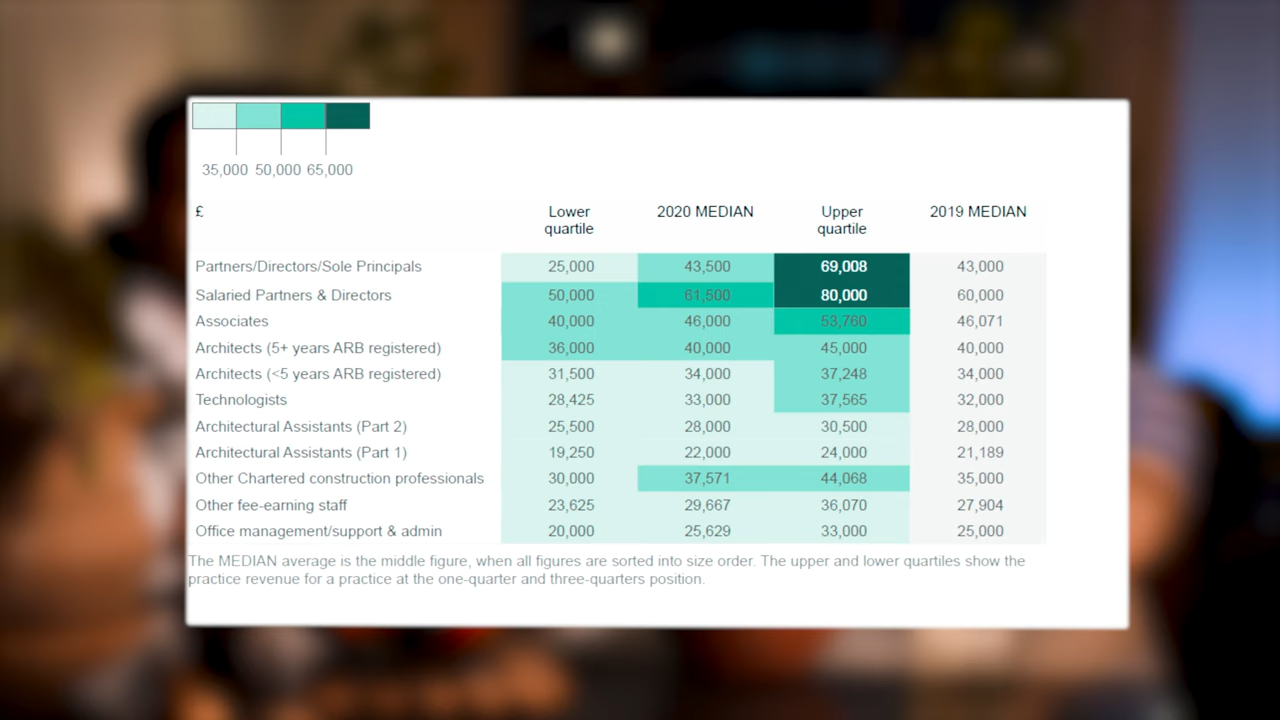 35,000 50,000 65,000
£ Lower quartile 2020 MEDIAN Upper quartile 2019 MEDIAN
Partners/Directors/Sole Principals 25,000 43,500 69,008 43,000
Salaried Partners & Directors 50,000 61,500 80,000 60,000
Associates 40,000 46,000 53,760 46,071
Architects (5+ years ARB registered) 36,000 40,000 45,000 40,000
Architects (<5 years ARB registered) 31,500 34,000 37,248 34,000
Technologists 28,425 33,000 37,565 32,000
Architectural Assistants (Part 2) 25,500 28,000 30,500 28,000
Architectural Assistants (Part 1) 19,250 22,000 24,000 21,189
Other Chartered construction professionals 30,000 37,571 44,068 35,000
Other fee-earning staff 23,625 29,667 36,070 27,904
Office management/support & admin 20,000 25,629 33,000 25,000
The MEDIAN average is the middle figure, when all figures are sorted into size order. The upper and lower quartiles show the
practice revenue for a practice at the one-quarter and three-quarters position.